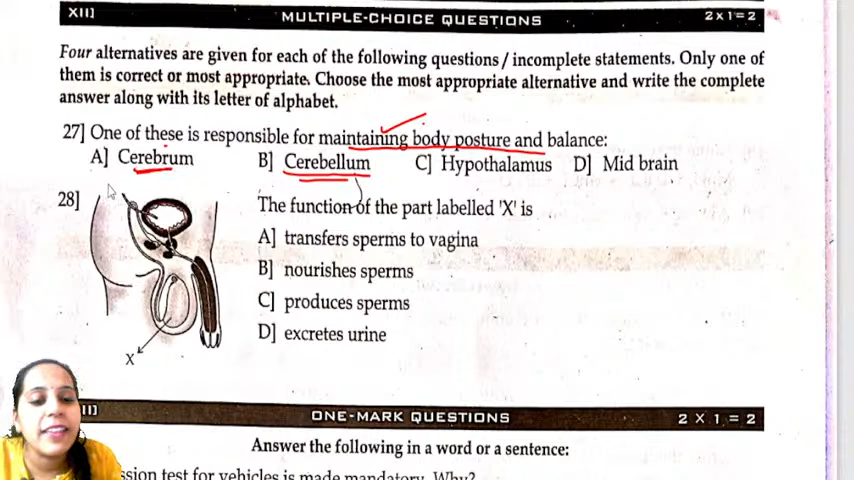 XII]
MULTIPLE-CHOICE QUESTIONS
2 x 1 = 2
Four alternatives are given for each of the following questions / incomplete statements. Only one of
them is correct or most appropriate. Choose the most appropriate alternative and write the complete
answer along with its letter of alphabet.
27] One of these is responsible for maintaining body posture and balance:
A] Cerebrum B] Cerebellum C] Hypothalamus D] Mid brain
28] The function of the part labelled 'X' is
A] transfers sperms to vagina
B] nourishes sperms
C] produces sperms
D] excretes urine
X
II]
ONE-MARK QUESTIONS
2 X 1 = 2
Answer the following in a word or a sentence:
ssion test for vehicles is made mandatory. Why?